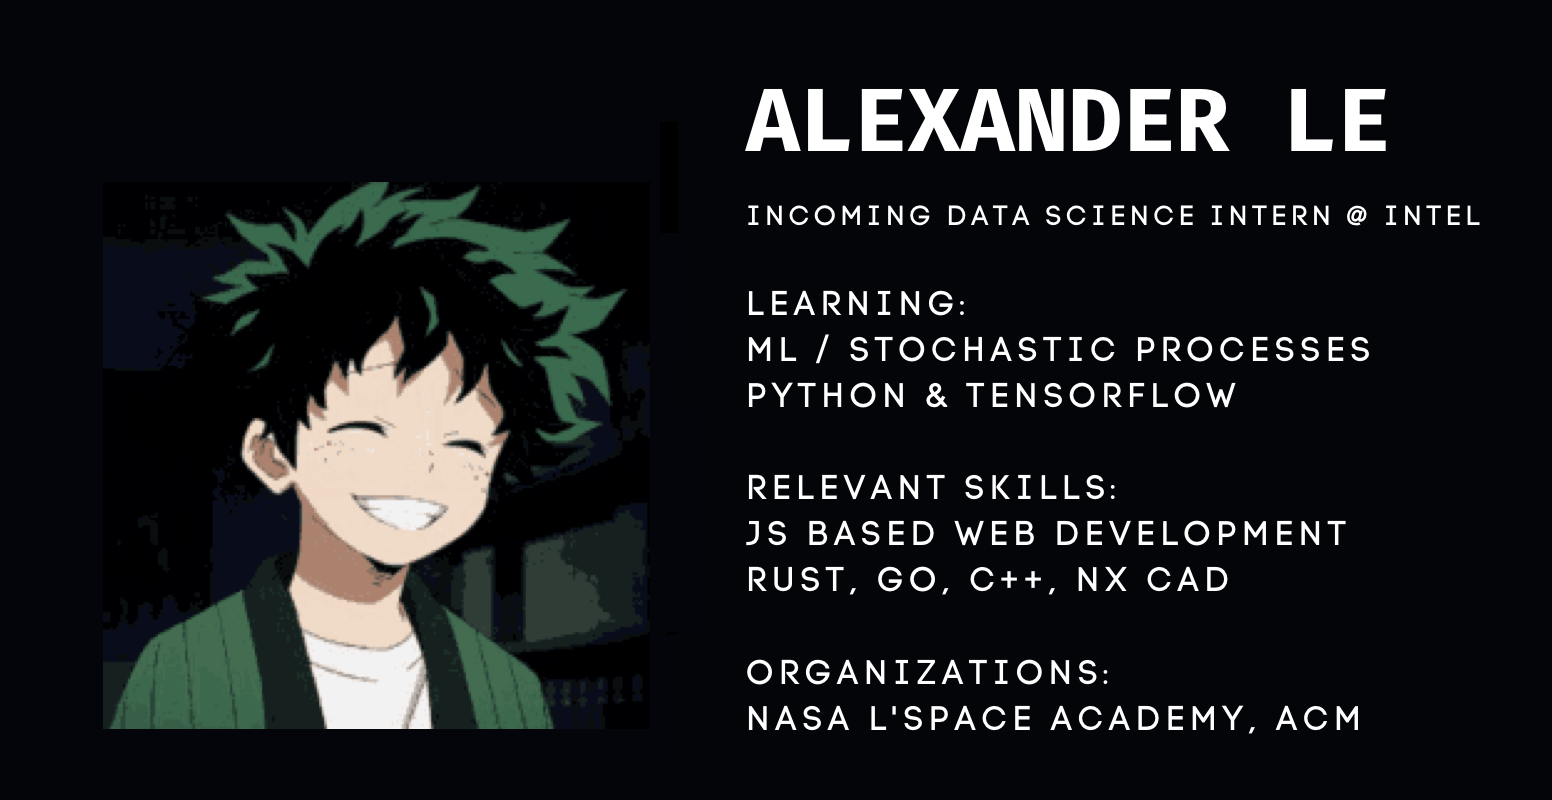 ALEXANDER LE
INCOMING DATA SCIENCE INTERN @ INTEL
LEARNING:
ML / STOCHASTIC PROCESSES
PYTHON & TENSORFLOW
RELEVANT SKILLS:
JS BASED WEB DEVELOPMENT
RUST, GO, C++, NX CAD
ORGANIZATIONS:
NASA L'SPACE ACADEMY, ACM